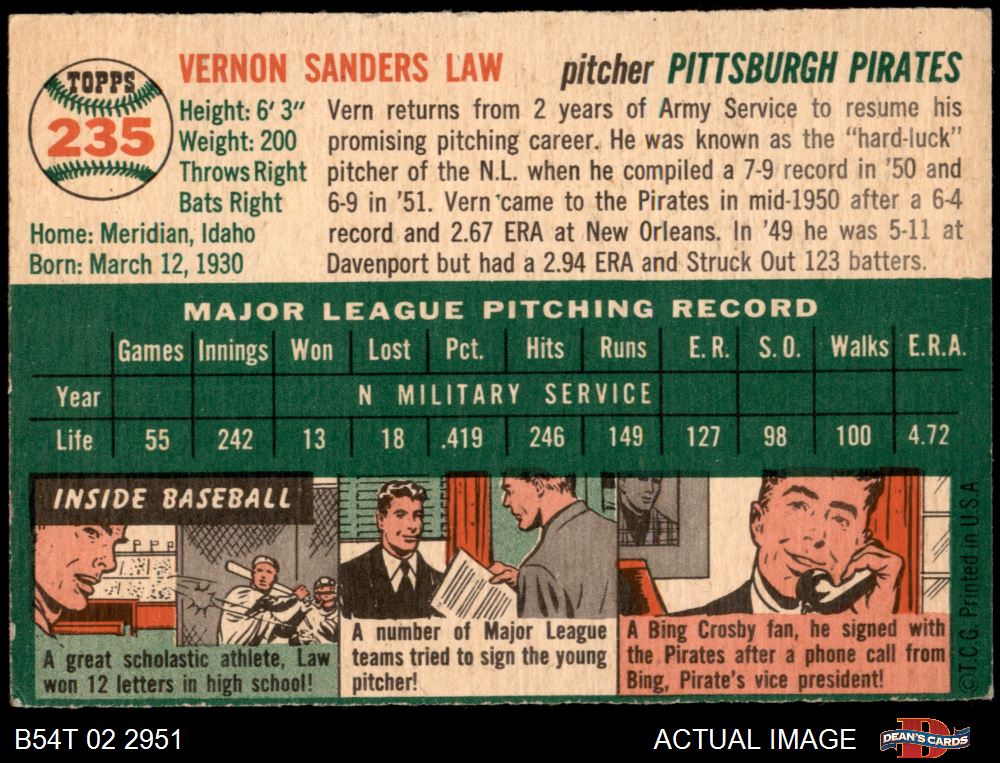 TOPPS
235
VERNON SANDERS LAW pitcher PITTSBURGH PIRATES
Height: 6' 3"
Weight: 200
Throws Right
Bats Right
Home: Meridian, Idaho
Born: March 12, 1930
Vern returns from 2 years of Army Service to resume his
promising pitching career. He was known as the "hard-luck"
pitcher of the N.L. when he compiled a 7-9 record in '50 and
6-9 in '51. Vern came to the Pirates in mid-1950 after a 6-4
record and 2.67 ERA at New Orleans. In '49 he was 5-11 at
Davenport but had a 2.94 ERA and Struck Out 123 batters.
MAJOR LEAGUE PITCHING RECORD
Games Innings Won Lost Pct. Hits Runs E. R. S. O. Walks E.R.A.
Year N MILITARY SERVICE
Life 55 242 13 18 .419 246 149 127 98 100 4.72
INSIDE BASEBALL
A great scholastic athlete, Law
won 12 letters in high school!
A number of Major League
teams tried to sign the young
pitcher!
A Bing Crosby fan, he signed with
the Pirates after a phone call from
Bing, Pirate's vice president!
©T.C.G. Printed in U.S.A
B54T 02 2951
ACTUAL IMAGE
DEAN'S CARDS